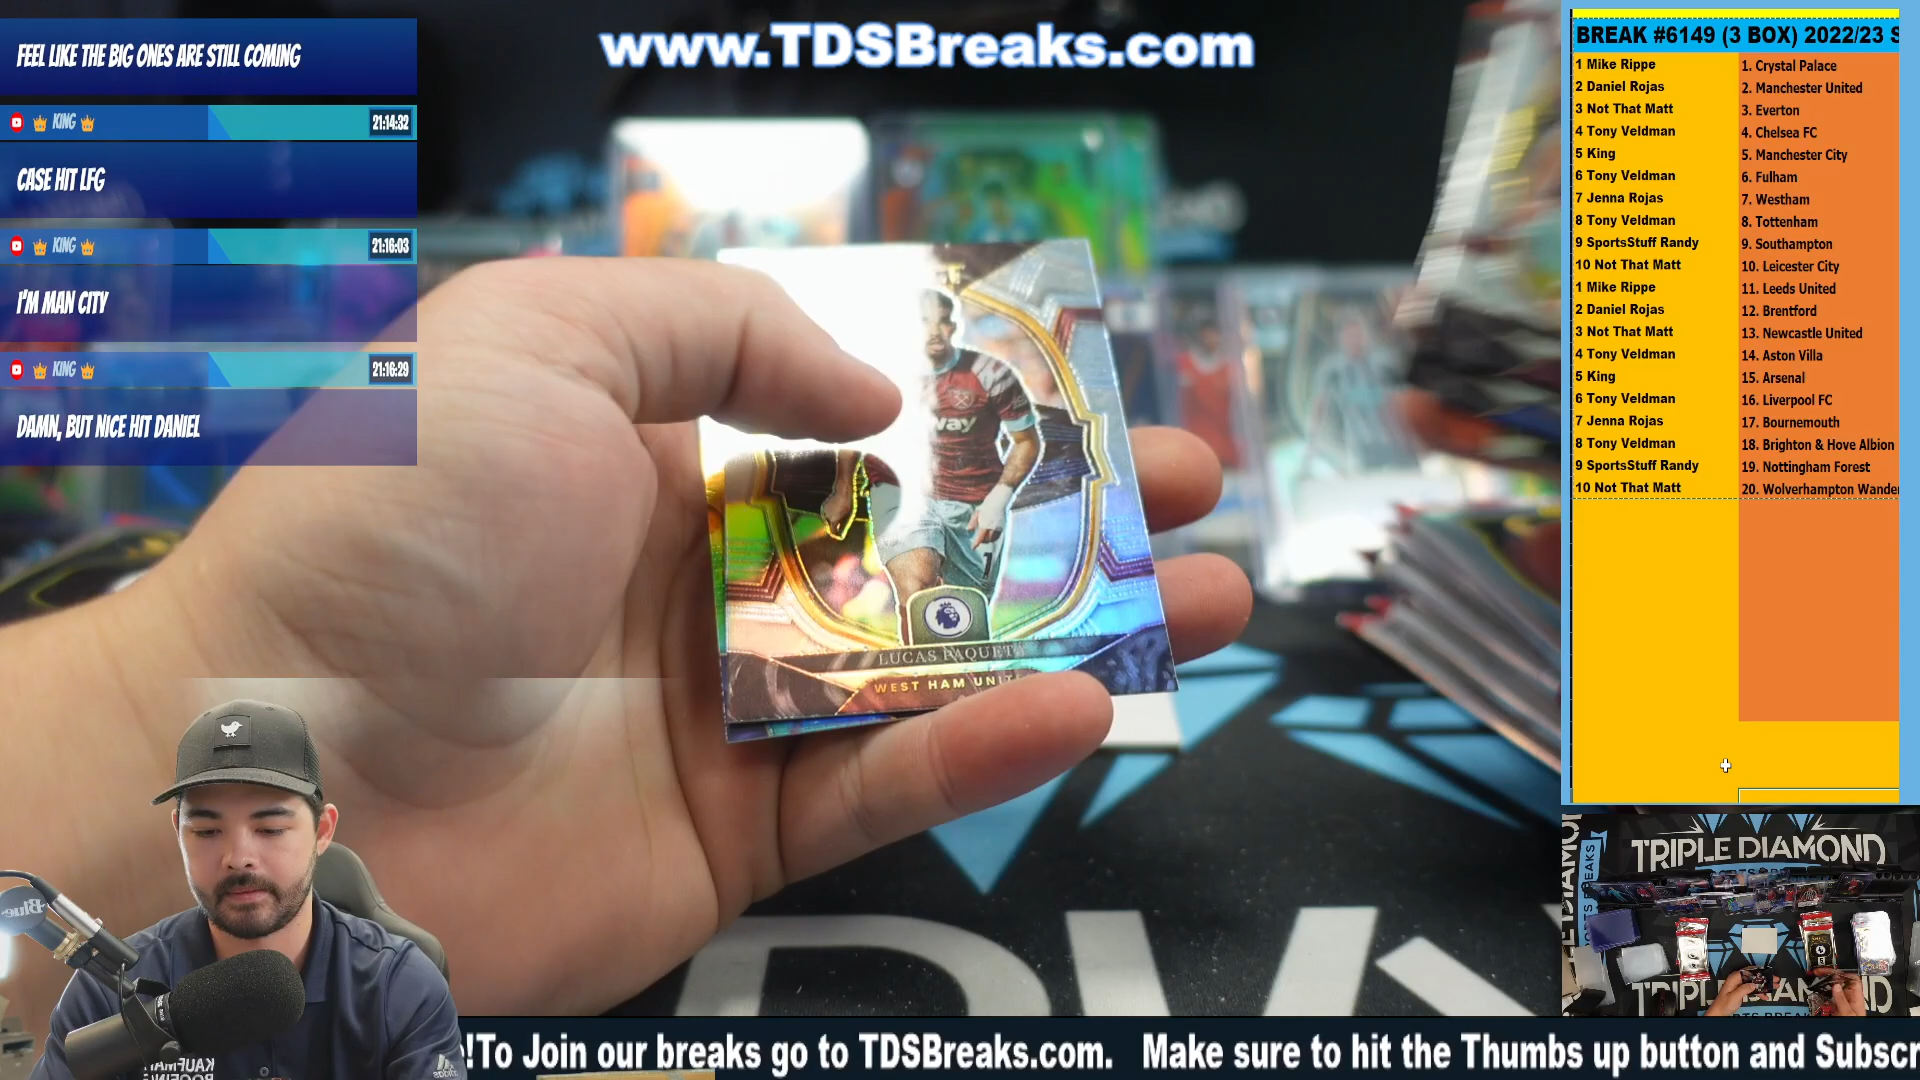 www.TDSBreaks.com
FEEL LIKE THE BIG ONES ARE STILL COMING
KING
21:14:32
CASE HIT LFG
KING
21:16:03
I'M MAN CITY
KING
21:16:29
DAMN, BUT NICE HIT DANIEL
way
1
LUCAS PAQUETA
WEST HAM UNIT
BREAK #6149 (3 BOX) 2022/23 S
1 Mike Rippe
1. Crystal Palace
2 Daniel Rojas
2. Manchester United
3 Not That Matt
3. Everton
4 Tony Veldman
4. Chelsea FC
5 King
5. Manchester City
6 Tony Veldman
6. Fulham
7 Jenna Rojas
7. Westham
8 Tony Veldman
8. Tottenham
9 SportsStuff Randy
9. Southampton
10 Not That Matt
10. Leicester City
1 Mike Rippe
11. Leeds United
2 Daniel Rojas
12. Brentford
3 Not That Matt
13. Newcastle United
4 Tony Veldman
14. Aston Villa
5 King
15. Arsenal
6 Tony Veldman
16. Liverpool FC
7 Jenna Rojas
17. Bournemouth
8 Tony Veldman
18. Brighton & Hove Albion
9 SportsStuff Randy
19. Nottingham Forest
10 Not That Matt
20. Wolverhampton Wande
TRIPLE DIAMOND
Blue
KAUFMAN
ROOFING
adidas
!To Join our breaks go to TDSBreaks.com. Make sure to hit the Thumbs up button and Subscr